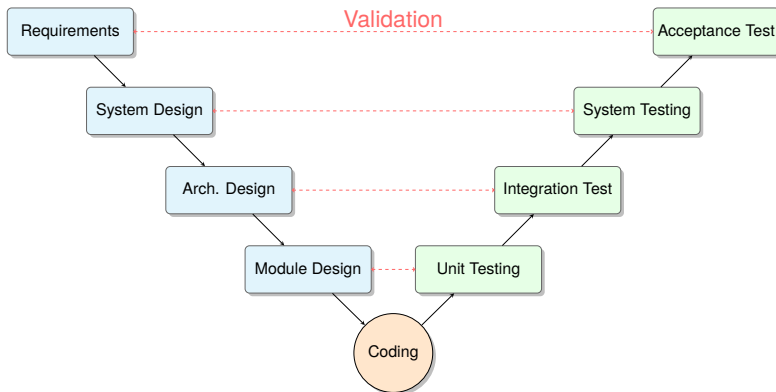 Validation
Requirements
Acceptance Test
System Design
System Testing
Arch. Design
Integration Test
Module Design
Unit Testing
Coding